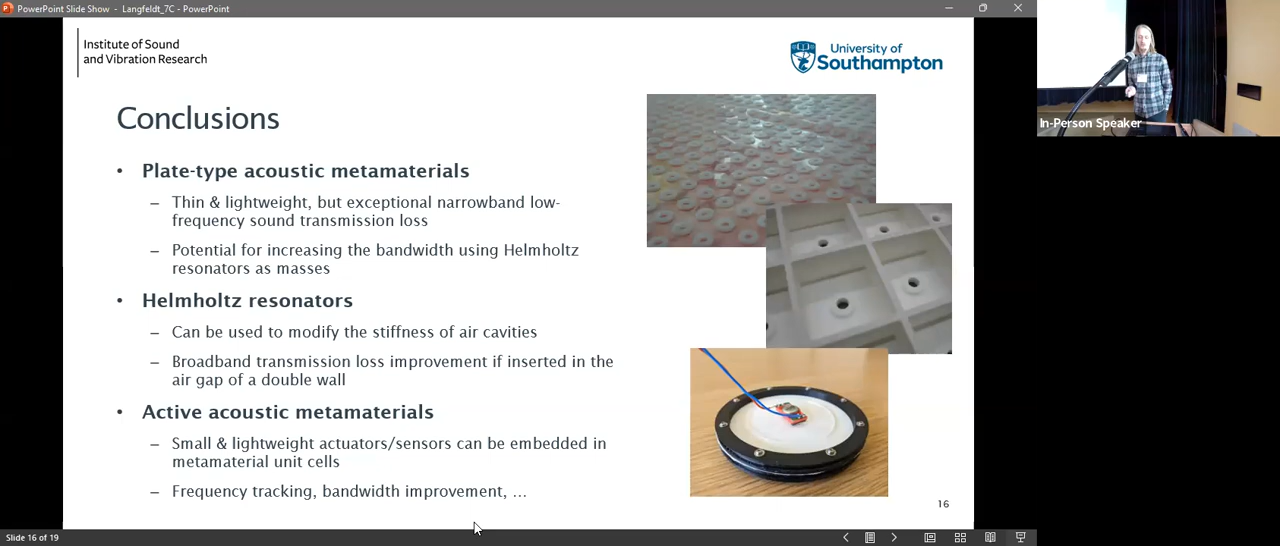 PowerPoint Slide Show - Langfeldt_7C - PowerPoint
Institute of Sound
and Vibration Research
University of
Southampton
In-Person Speaker
Conclusions
• Plate-type acoustic metamaterials
– Thin & lightweight, but exceptional narrowband low-
frequency sound transmission loss
– Potential for increasing the bandwidth using Helmholtz
resonators as masses
• Helmholtz resonators
– Can be used to modify the stiffness of air cavities
– Broadband transmission loss improvement if inserted in the
air gap of a double wall
• Active acoustic metamaterials
– Small & lightweight actuators/sensors can be embedded in
metamaterial unit cells
– Frequency tracking, bandwidth improvement, ...
16
Slide 16 of 19